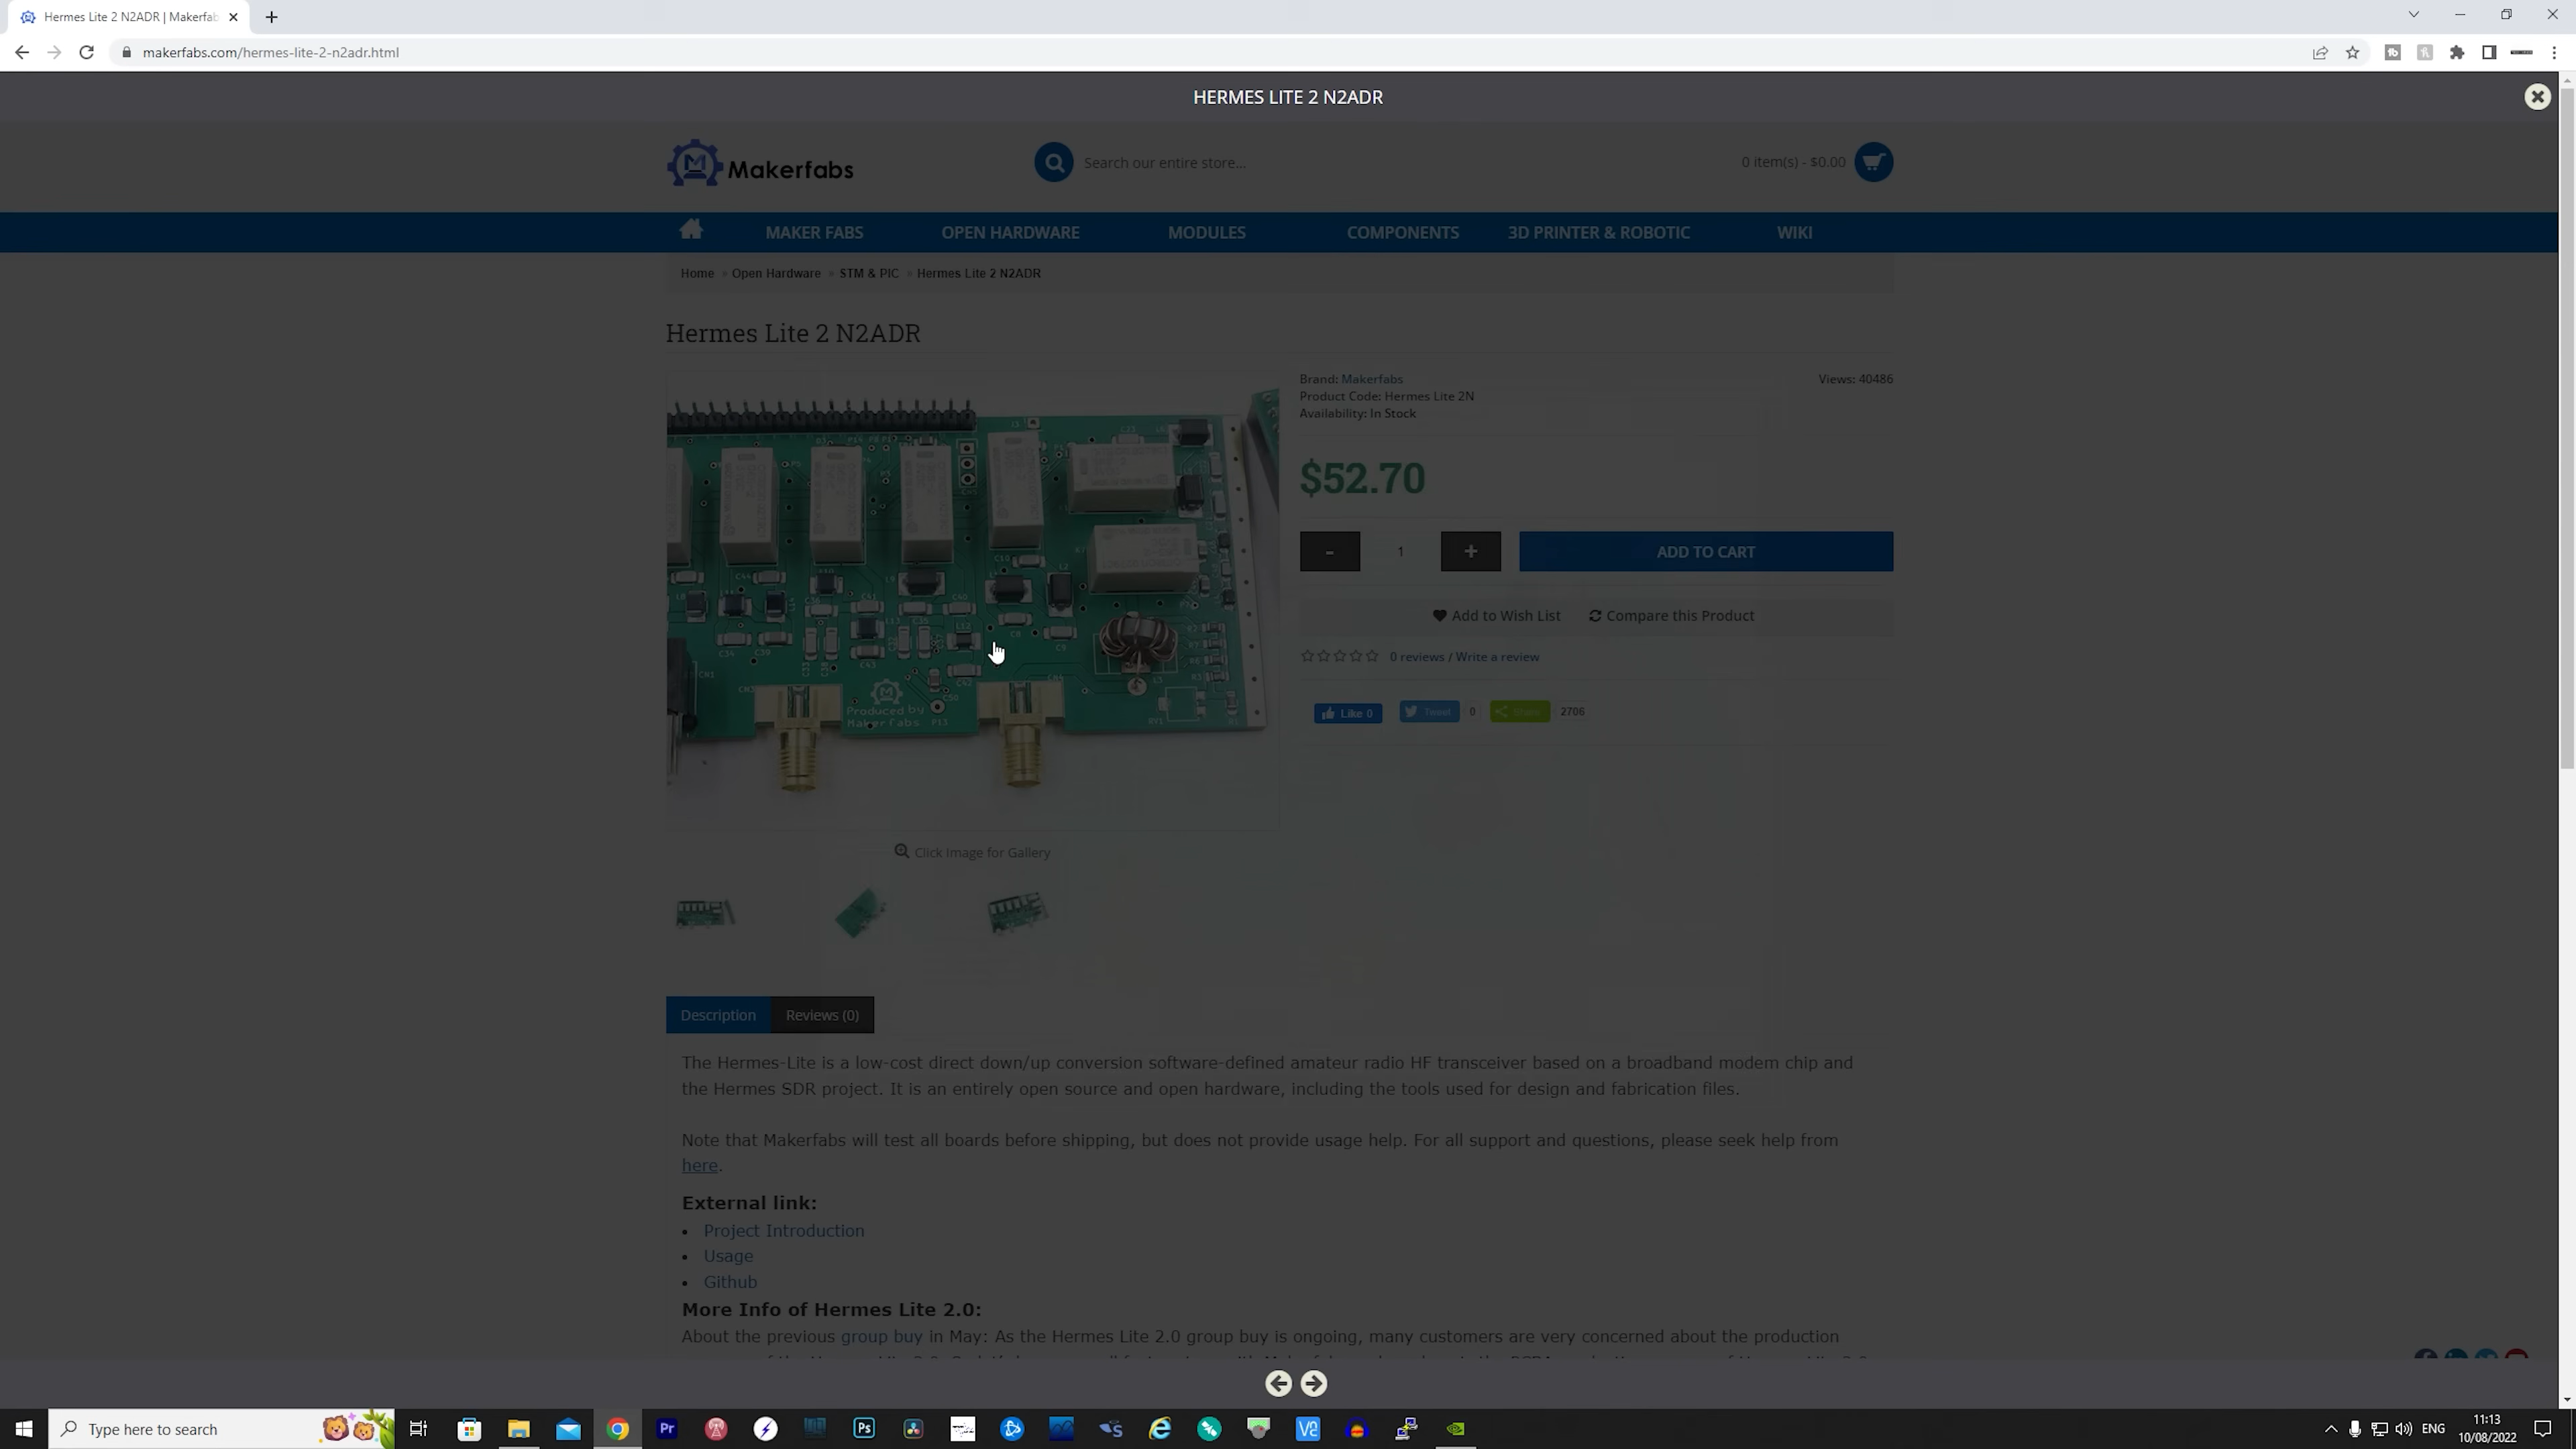 Hermes Lite 2 N2ADR | Makerfab
makerfabs.com/hermes-lite-2-n2adr.html
HERMES LITE 2 N2ADR
Makerfabs
Search our entire store...
0 item(s) - $0.00
MAKER FABS OPEN HARDWARE MODULES COMPONENTS 3D PRINTER & ROBOTIC WIKI
Home » Open Hardware » STM & PIC » Hermes Lite 2 N2ADR
Hermes Lite 2 N2ADR
Brand: Makerfabs Views: 40486
Product Code: Hermes Lite 2N
Availability: In Stock
$52.70
- 1 + ADD TO CART
Add to Wish List Compare this Product
0 reviews / Write a review
Like 0 Tweet 0 Share 2706
Produced by
Makerfabs
Click Image for Gallery
Description Reviews (0)
The Hermes-Lite is a low-cost direct down/up conversion software-defined amateur radio HF transceiver based on a broadband modem chip and
the Hermes SDR project. It is an entirely open source and open hardware, including the tools used for design and fabrication files.
Note that Makerfabs will test all boards before shipping, but does not provide usage help. For all support and questions, please seek help from
here.
External link:
• Project Introduction
• Usage
• Github
More Info of Hermes Lite 2.0:
About the previous group buy in May: As the Hermes Lite 2.0 group buy is ongoing, many customers are very concerned about the production
Type here to search
Pr
Ps
ENG
11:13
10/08/2022